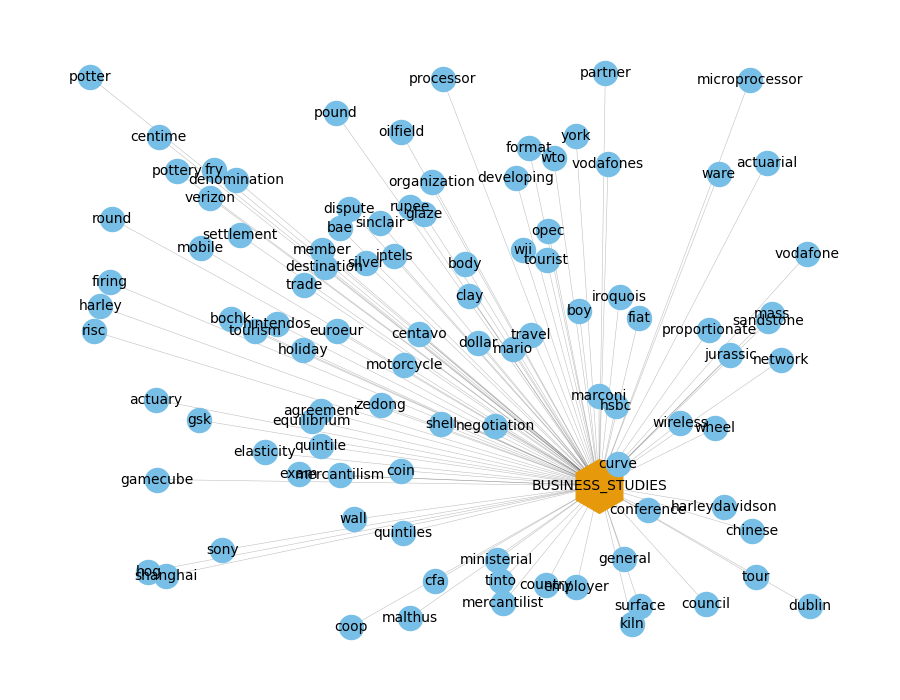 potter
processor
partner
microprocessor
pound
oilfield
centime
york
format
wto
vodafones
actuarial
pottery
fry
denomination
ware
developing
organization
verizon
dispute
rupee
glaze
round
sinclair
bae
settlement
opec
mobile
member
wii
tourist
vodafone
destination
silver
intels
body
trade
firing
clay
iroquois
harley
boy
mass
bochk
nintendos
fiat
sandstone
risc
tourism
euroeur
centavo
travel
proportionate
dollar
mario
holiday
jurassic
network
motorcycle
marconi
actuary
zedong
hsbc
agreement
gsk
equilibrium
shell
negotiation
wireless
wheel
quintile
elasticity
curve
coin
exam
mercantilism
gamecube
BUSINESS_STUDIES
harleydavidson
conference
wall
chinese
quintiles
sony
ministerial
general
hog
shanghai
cfa
tinto
country
employer
tour
mercantilist
surface
council
dublin
malthus
coop
kiln